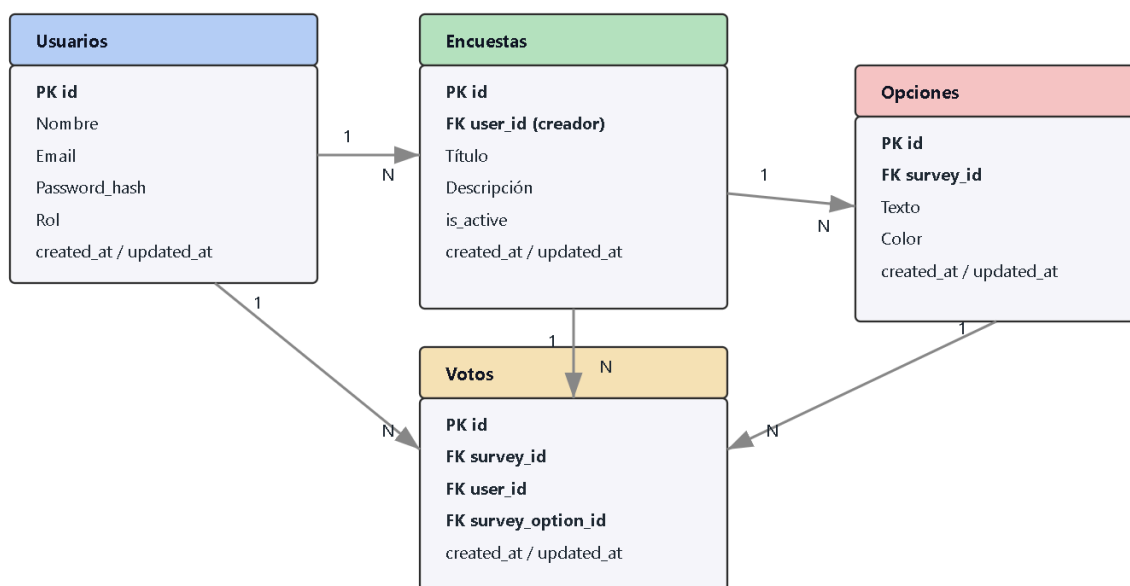 Usuarios
PK id
Nombre
Email
Password_hash
Rol
created_at / updated_at
1
N
Encuestas
PK id
FK user_id (creador)
Título
Descripción
is_active
created_at / updated_at
1
N
Opciones
PK id
FK survey_id
Texto
Color
created_at / updated_at
1
N
1
N
1
N
Votos
PK id
FK survey_id
FK user_id
FK survey_option_id
created_at / updated_at